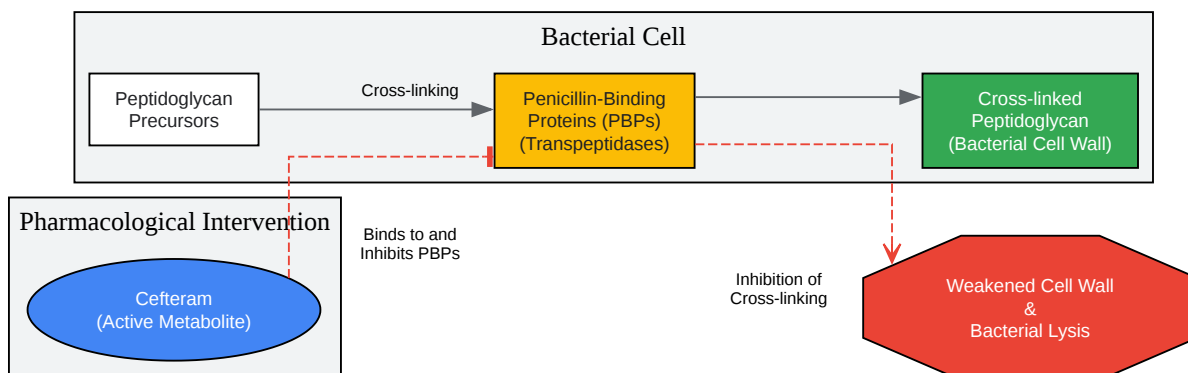 Bacterial Cell
Peptidoglycan
Precursors
Cross-linking
Penicillin-Binding
Proteins (PBPs)
(Transpeptidases)
Cross-linked
Peptidoglycan
(Bacterial Cell Wall)
Pharmacological Intervention
Binds to and
Inhibits PBPs
Cefteram
(Active Metabolite)
Inhibition of
Cross-linking
Weakened Cell Wall
&
Bacterial Lysis